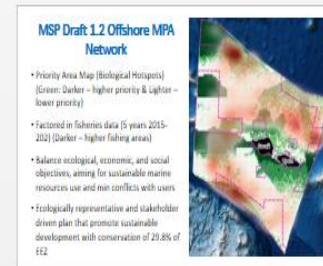 MSP Draft 1.2 Offshore MPA
Network
• Priority Area Map (Biological Hotspots)
(Green: Darker – higher priority & Lighter –
lower priority)
• Factored in fisheries data (5 years 2015-
202) (Darker – higher fishing areas)
• Balance ecological, economic, and social
objectives, aiming for sustainable marine
resources use and min conflicts with users
• Ecologically representative and stakeholder
driven plan that promote sustainable
development with conservation of 29.8% of
EEZ